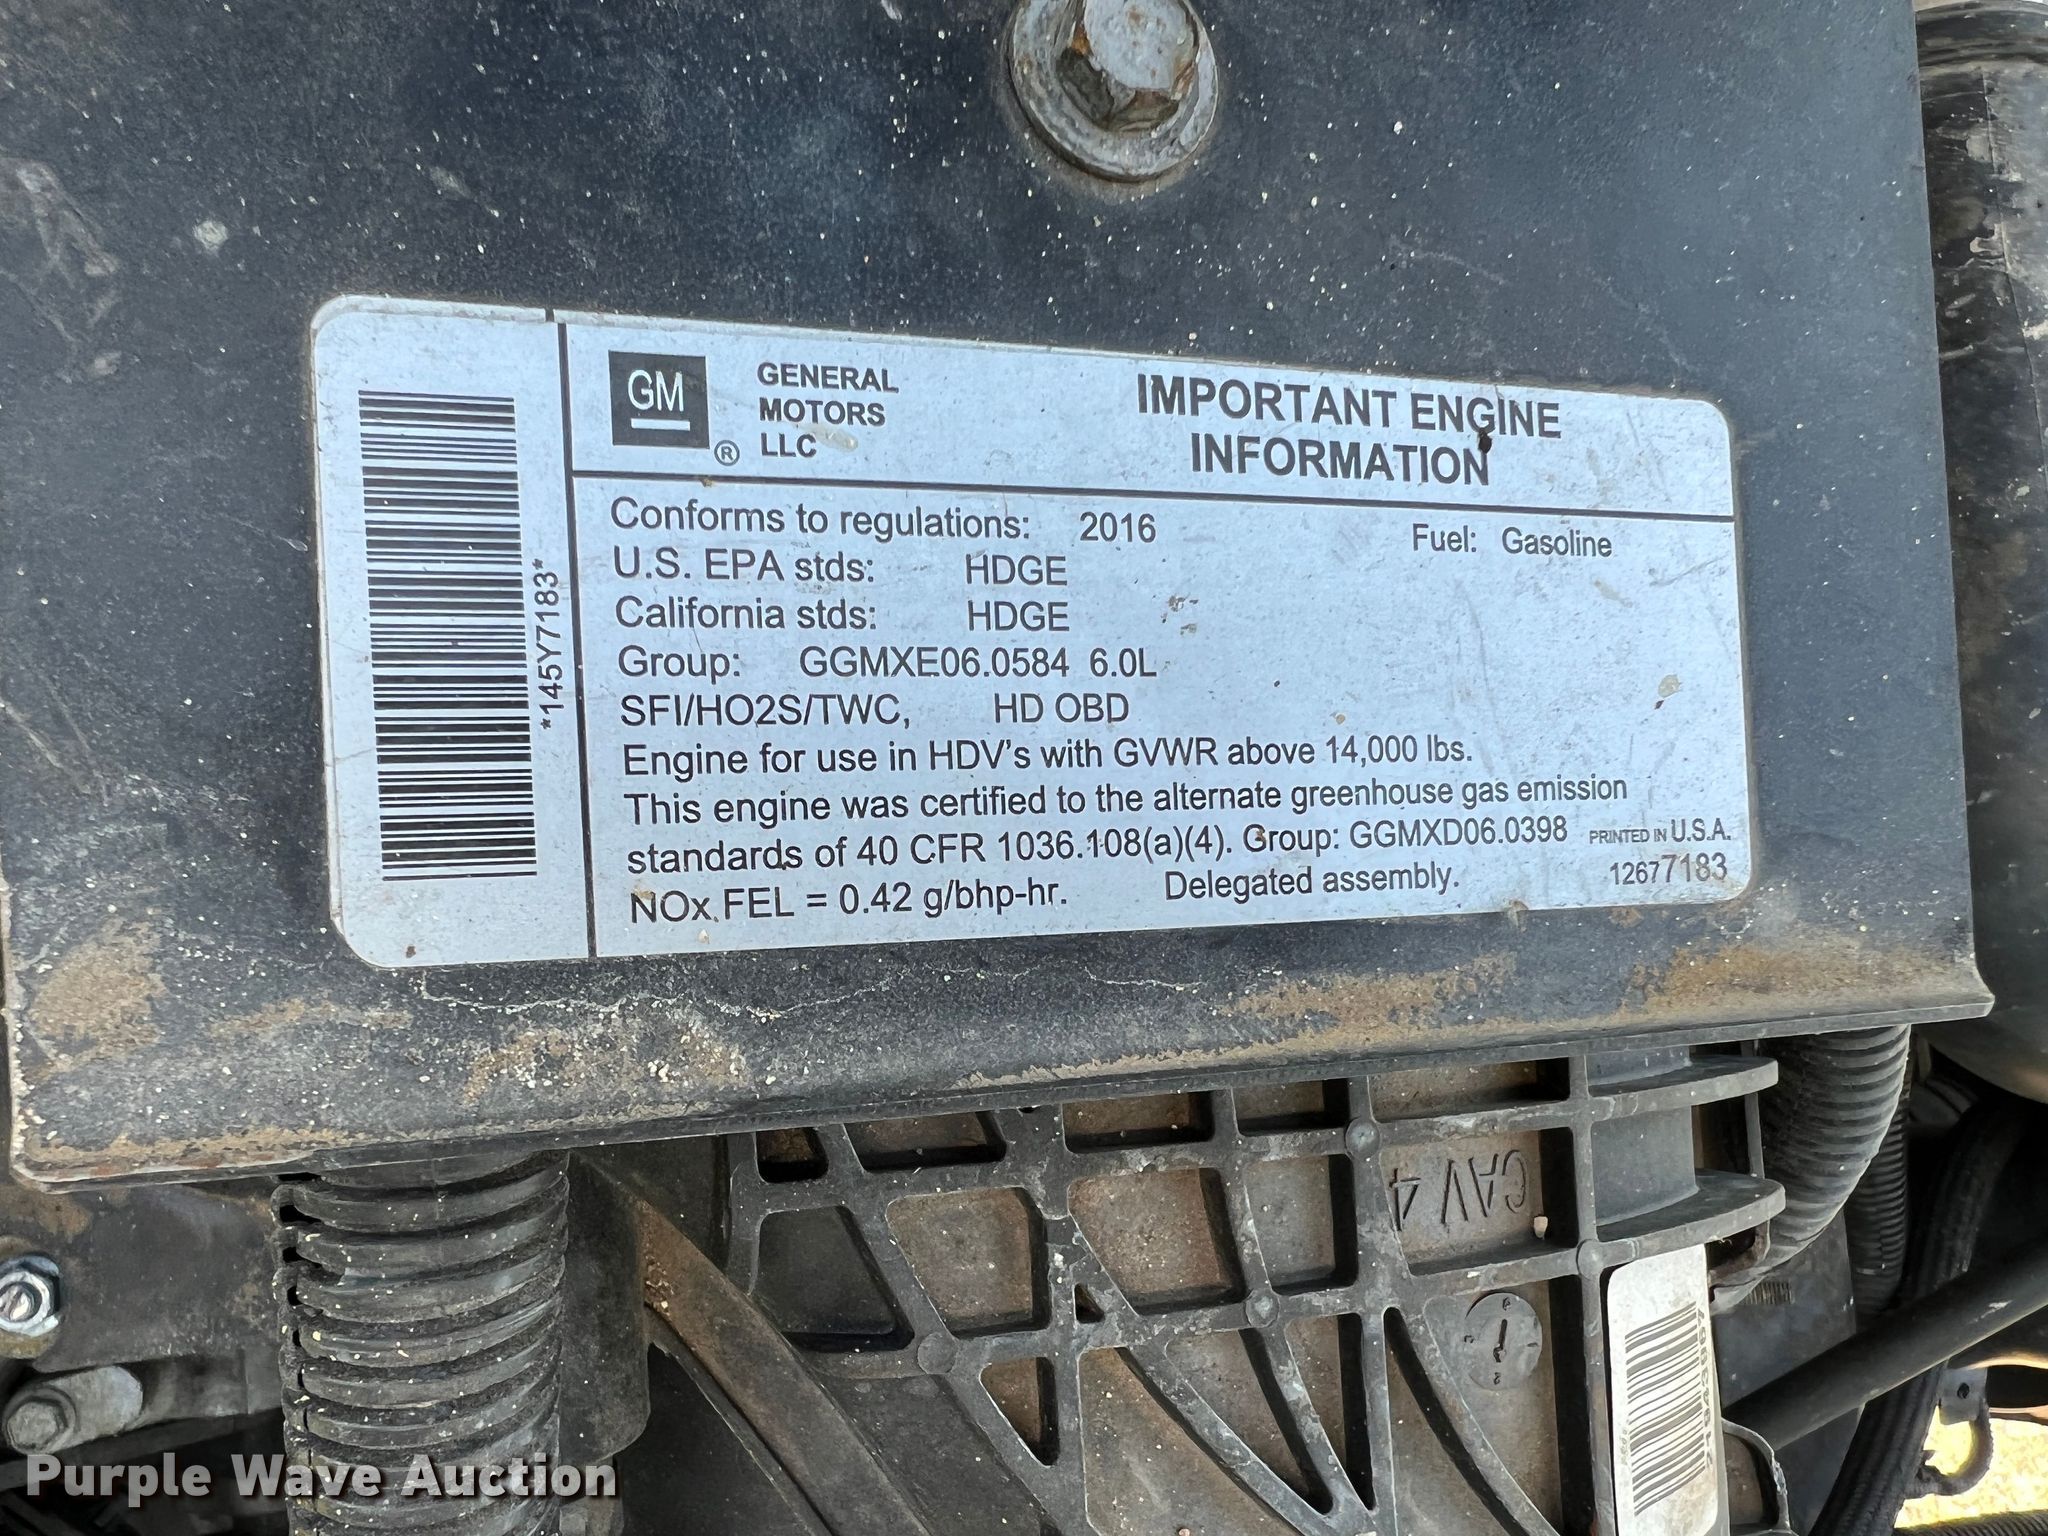 GM
®
GENERAL
MOTORS
LLC
IMPORTANT ENGINE
INFORMATION
*145Y7183*
Conforms to regulations: 2016
Fuel: Gasoline
U.S. EPA stds: HDGE
California stds: HDGE
Group: GGMXE06.0584 6.0L
SFI/HO2S/TWC, HD OBD
Engine for use in HDV's with GVWR above 14,000 lbs.
This engine was certified to the alternate greenhouse gas emission
standards of 40 CFR 1036.108(a)(4). Group: GGMXD06.0398
NOx FEL = 0.42 g/bhp-hr. Delegated assembly.
PRINTED IN U.S.A.
12677183
CAV 4
Purple Wave Auction